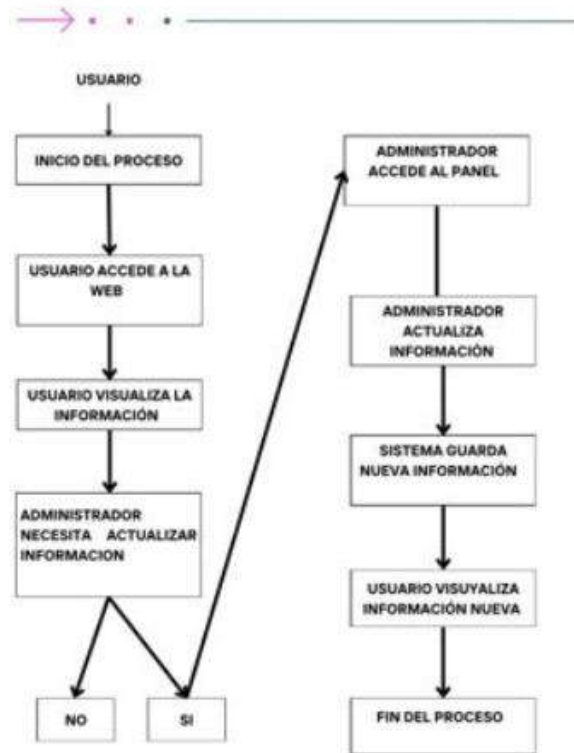 USUARIO
INICIO DEL PROCESO
USUARIO ACCEDE A LA
WEB
USUARIO VISUALIZA LA
INFORMACIÓN
ADMINISTRADOR
NECESITA ACTUALIZAR
INFORMACION
NO
SI
ADMINISTRADOR
ACCEDE AL PANEL
ADMINISTRADOR
ACTUALIZA
INFORMACIÓN
SISTEMA GUARDA
NUEVA INFORMACIÓN
USUARIO VISUYALIZA
INFORMACIÓN NUEVA
FIN DEL PROCESO